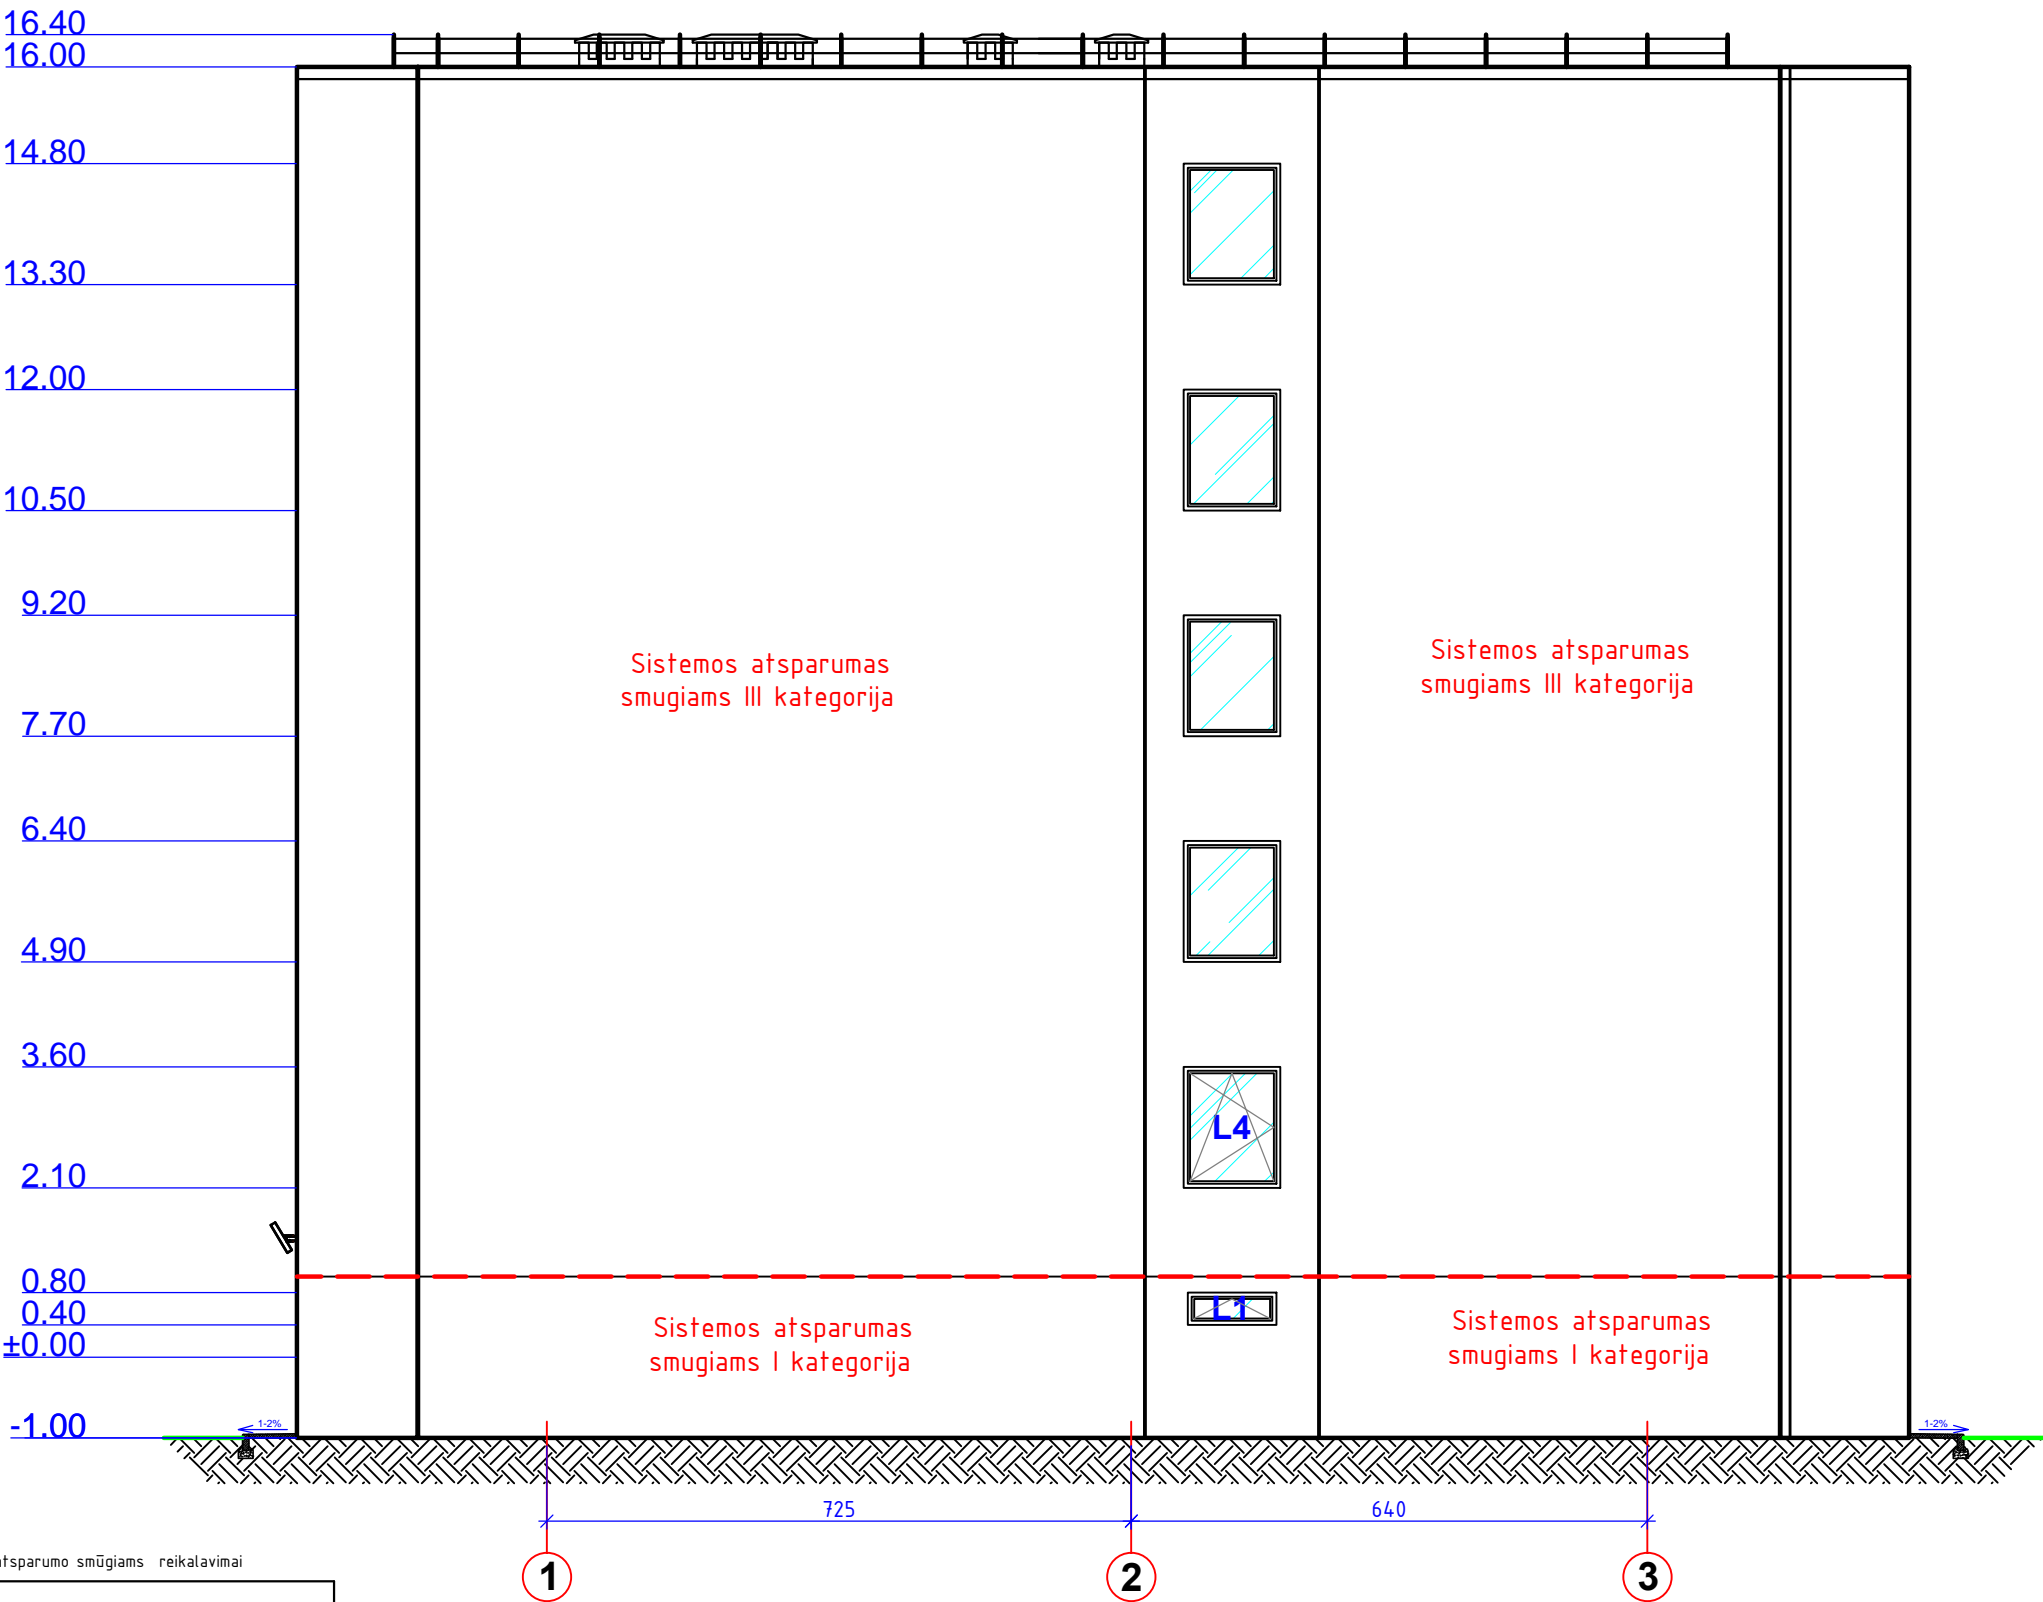 16.40
16.00
14.80
13.30
12.00
10.50
9.20
Sistemos atsparumas
smugiams III kategorija
Sistemos atsparumas
smugiams III kategorija
7.70
6.40
4.90
3.60
L4
2.10
0.80
L1
0.40
±0.00
Sistemos atsparumas
smugiams I kategorija
Sistemos atsparumas
smugiams I kategorija
-1.00
1-2%
1-2%
725
640
atsparumo smūgiams reikalavimai
1
2
3